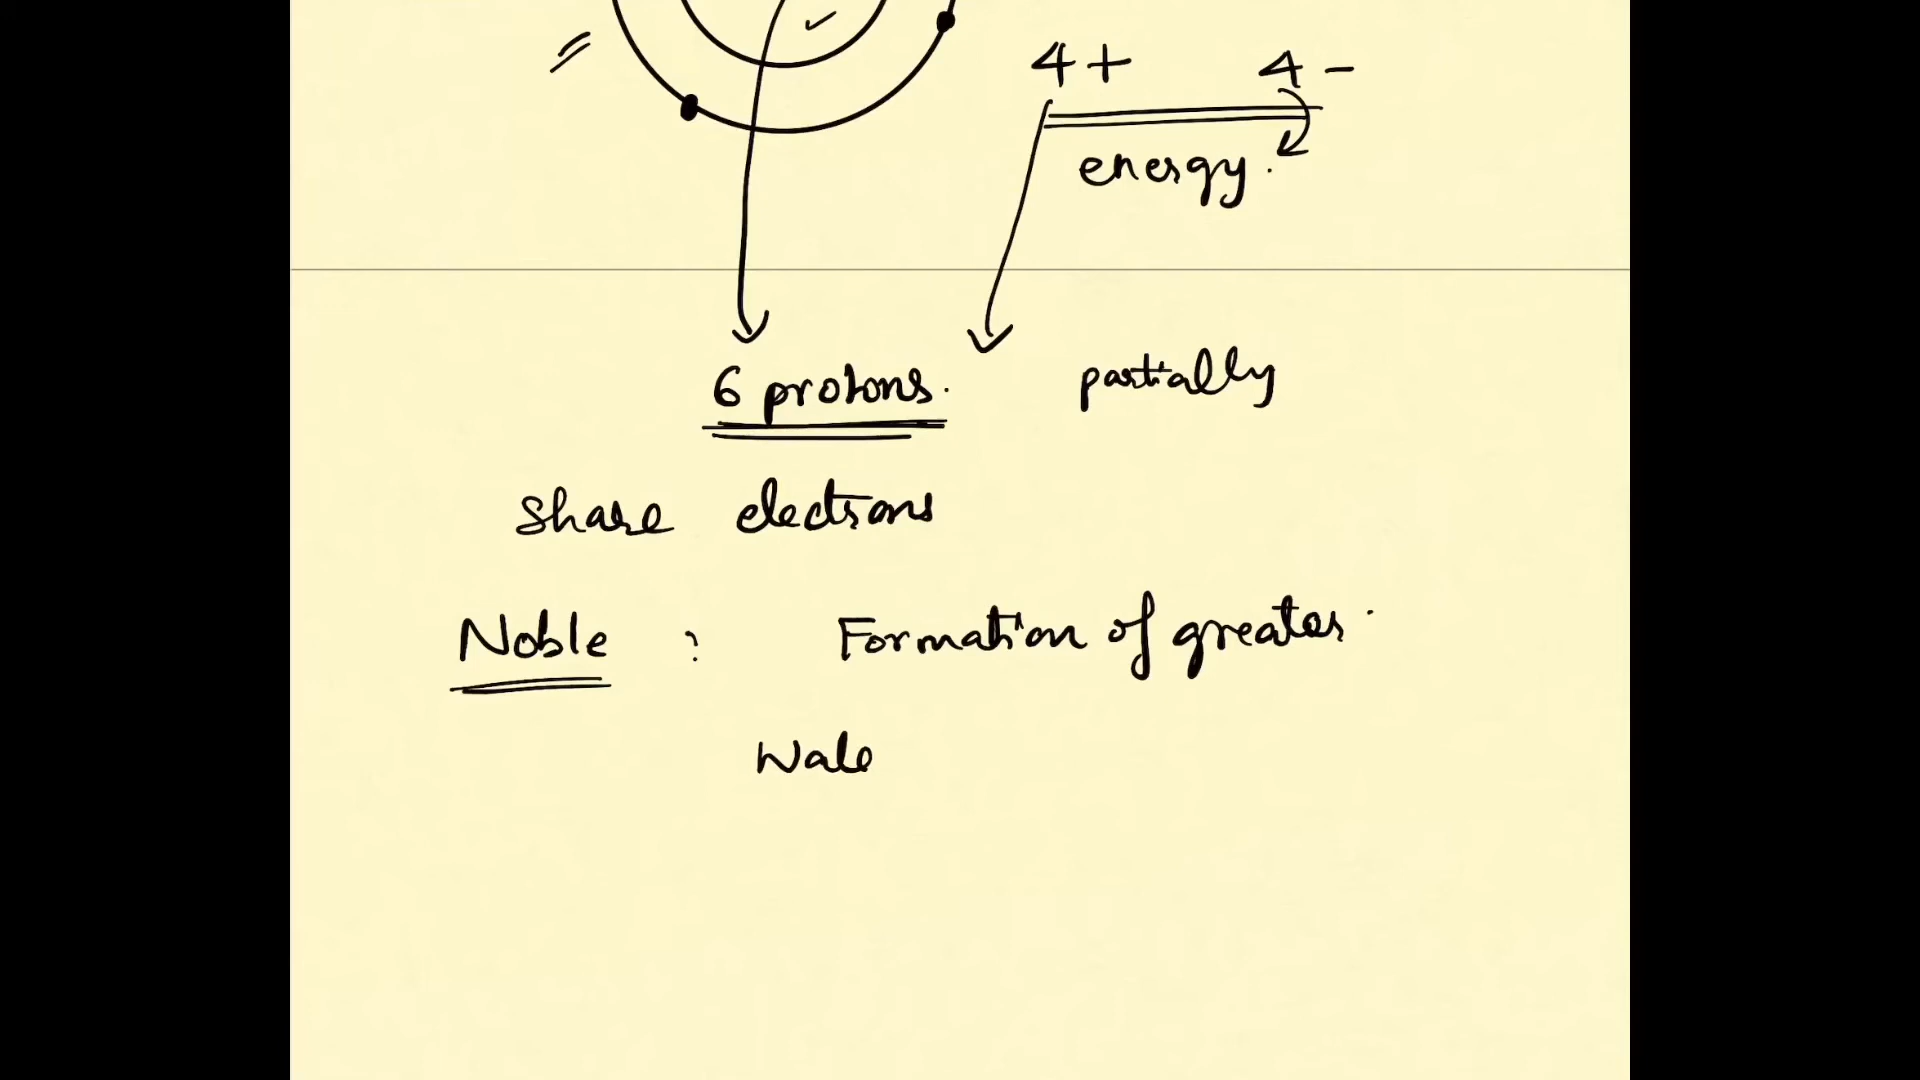 4+ 4-
energy.
6 protons. partially
share electrons
Noble : Formation of greater
Wale